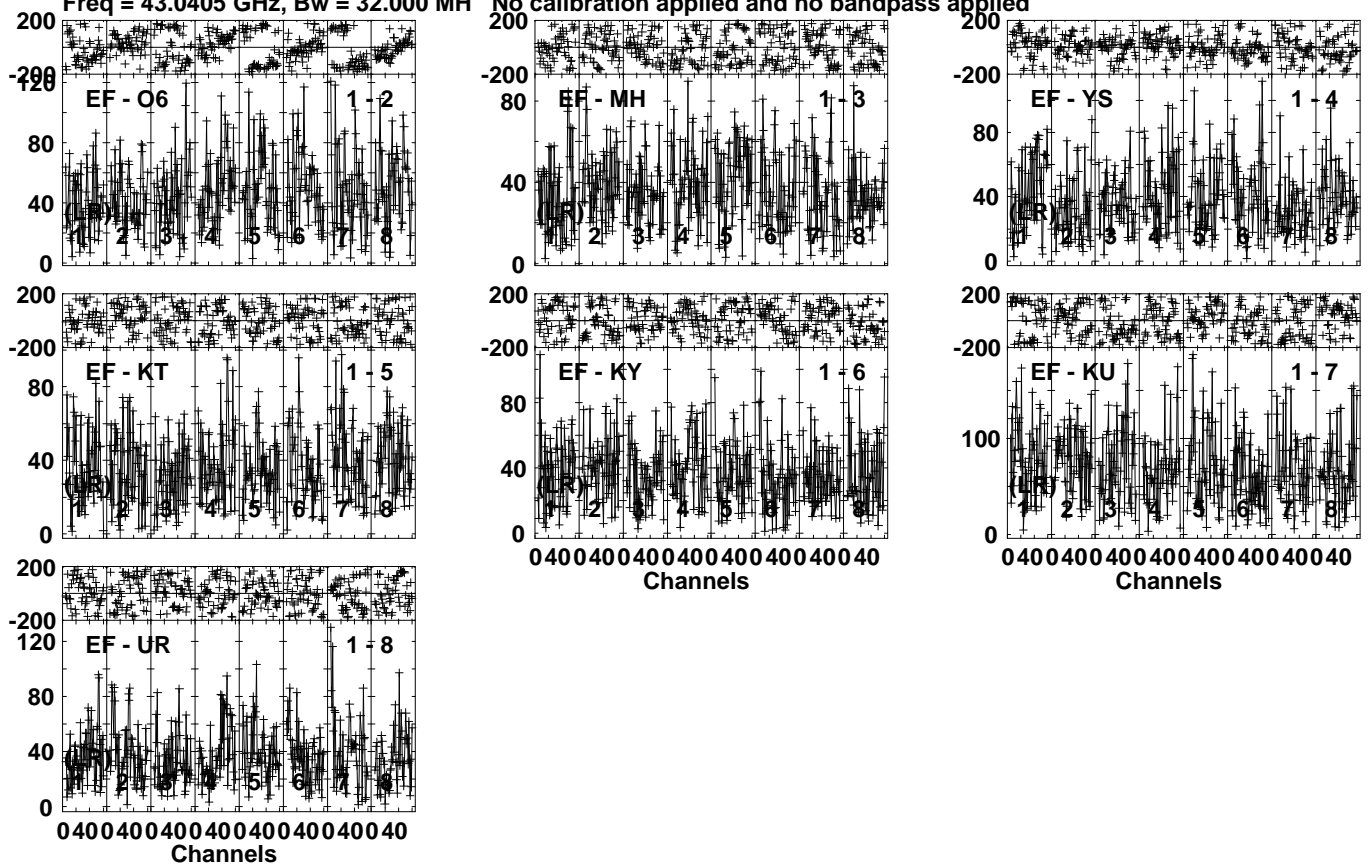 Freq = 43.0405 GHz, Bw = 32.000 MH No calibration applied and no bandpass applied
200
-200
120
80
40
0
EF - O6 1 - 2
(LR)
1 2 3 4 5 6 7 8
200
-200
80
40
0
EF - MH 1 - 3
(LR)
1 2 3 4 5 6 7 8
200
-200
80
40
0
EF - YS 1 - 4
(LR)
1 2 3 4 5 6 7 8
200
-200
80
40
0
EF - KT 1 - 5
(LR)
1 2 3 4 5 6 7 8
200
-200
80
40
0
EF - KY 1 - 6
(LR)
1 2 3 4 5 6 7 8
0 40 0 40 0 40 0 40 0 40 0 40 0 40 0 40
Channels
200
-200
100
0
EF - KU 1 - 7
(LR)
1 2 3 4 5 6 7 8
0 40 0 40 0 40 0 40 0 40 0 40 0 40 0 40
Channels
200
-200
120
80
40
0
EF - UR 1 - 8
(LR)
1 2 3 4 5 6 7 8
0 40 0 40 0 40 0 40 0 40 0 40 0 40 0 40
Channels